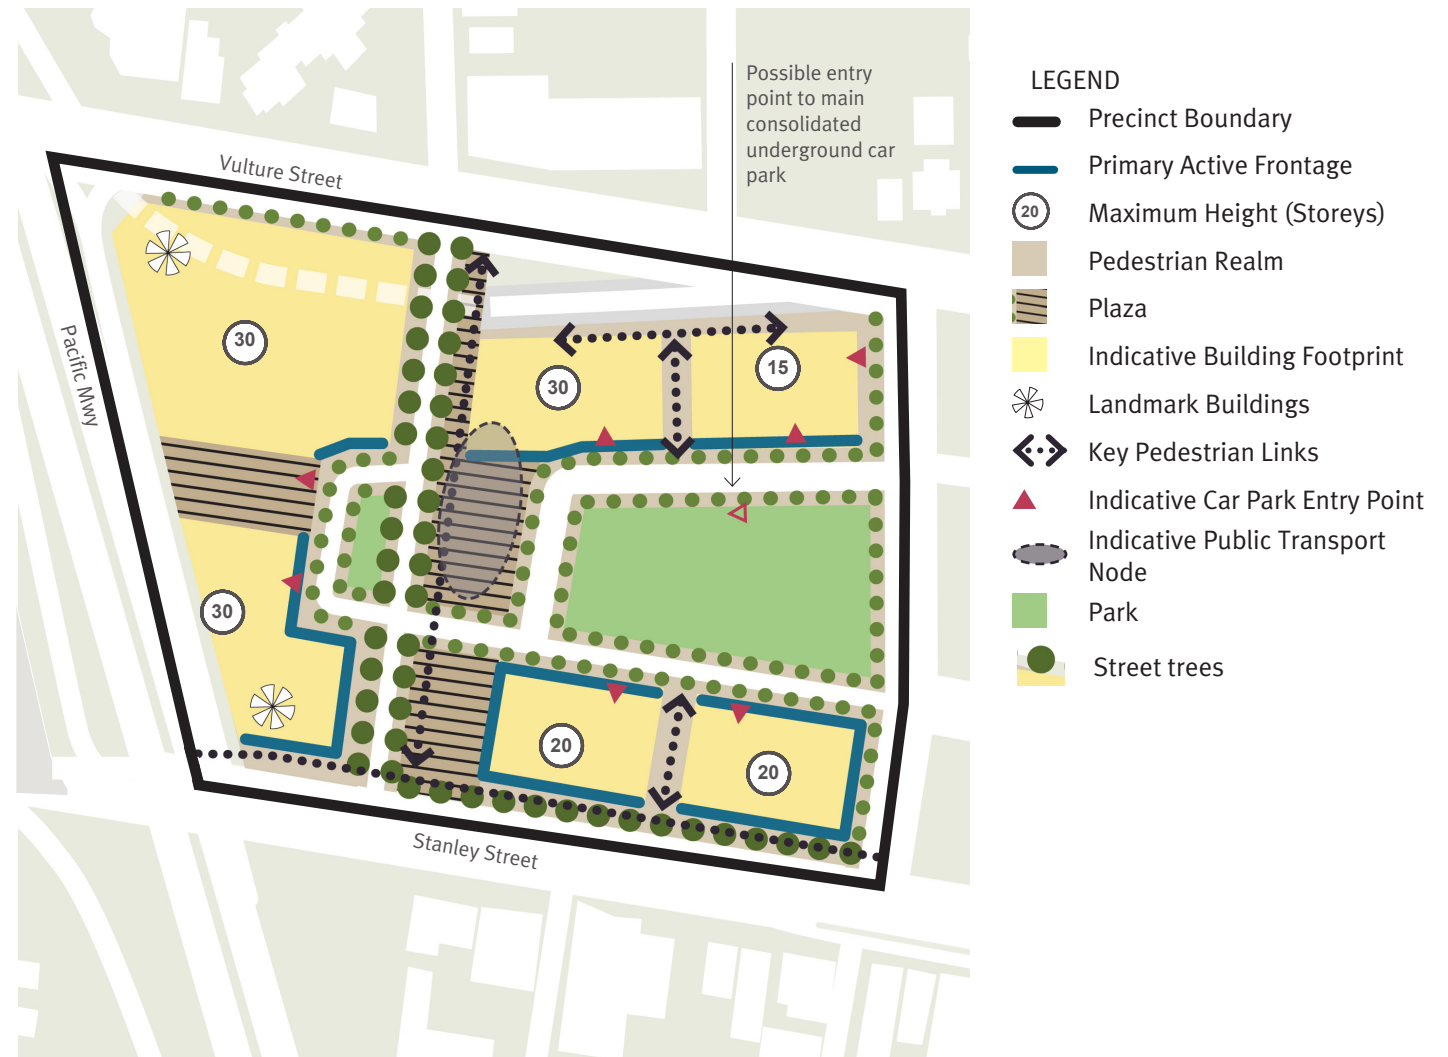 Possible entry
point to main
consolidated
underground car
park
Vulture Street
Pacific Mwy
30
30
15
30
20
20
Stanley Street
LEGEND
Precinct Boundary
Primary Active Frontage
20
Maximum Height (Storeys)
Pedestrian Realm
Plaza
Indicative Building Footprint
Landmark Buildings
Key Pedestrian Links
Indicative Car Park Entry Point
Indicative Public Transport
Node
Park
Street trees